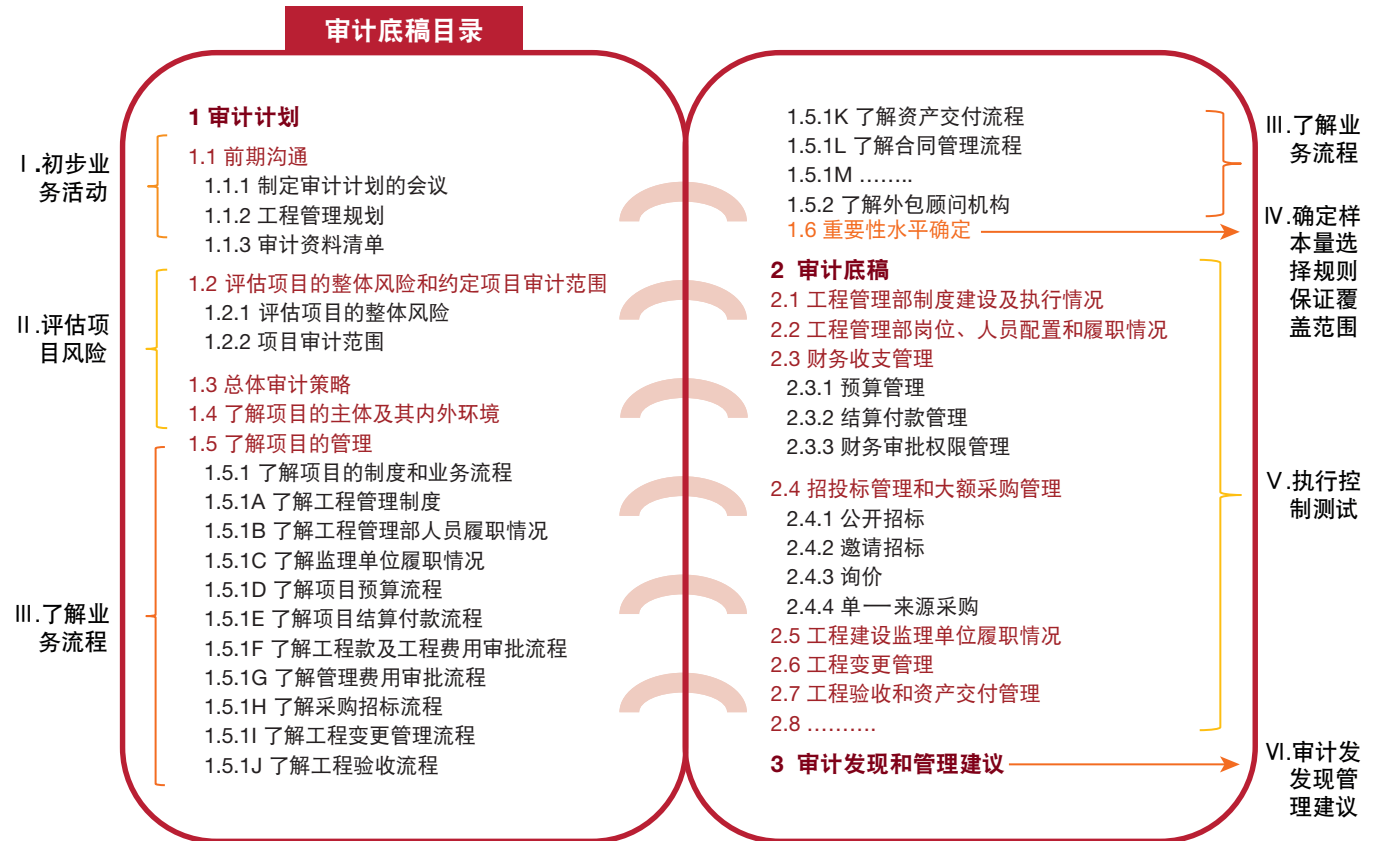 审计底稿目录
Ⅰ.初步业
务活动
Ⅱ.评估项
目风险
Ⅲ.了解业
务流程
1 审计计划
1.1 前期沟通
1.1.1 制定审计计划的会议
1.1.2 工程管理规划
1.1.3 审计资料清单
1.2 评估项目的整体风险和约定项目审计范围
1.2.1 评估项目的整体风险
1.2.2 项目审计范围
1.3 总体审计策略
1.4 了解项目的主体及其内外环境
1.5 了解项目的管理
1.5.1 了解项目的制度和业务流程
1.5.1A 了解工程管理制度
1.5.1B 了解工程管理部人员履职情况
1.5.1C 了解监理单位履职情况
1.5.1D 了解项目预算流程
1.5.1E 了解项目结算付款流程
1.5.1F 了解工程款及工程费用审批流程
1.5.1G 了解管理费用审批流程
1.5.1H 了解采购招标流程
1.5.1I 了解工程变更管理流程
1.5.1J 了解工程验收流程
1.5.1K 了解资产交付流程
1.5.1L 了解合同管理流程
1.5.1M ........
1.5.2 了解外包顾问机构
1.6 重要性水平确定
2 审计底稿
2.1 工程管理部制度建设及执行情况
2.2 工程管理部岗位、人员配置和履职情况
2.3 财务收支管理
2.3.1 预算管理
2.3.2 结算付款管理
2.3.3 财务审批权限管理
2.4 招投标管理和大额采购管理
2.4.1 公开招标
2.4.2 邀请招标
2.4.3 询价
2.4.4 单一来源采购
2.5 工程建设监理单位履职情况
2.6 工程变更管理
2.7 工程验收和资产交付管理
2.8 ..........
3 审计发现和管理建议
Ⅲ.了解业
务流程
Ⅳ.确定样
本量选
择规则
保证覆
盖范围
Ⅴ.执行控
制测试
Ⅵ.审计发
发现管
理建议